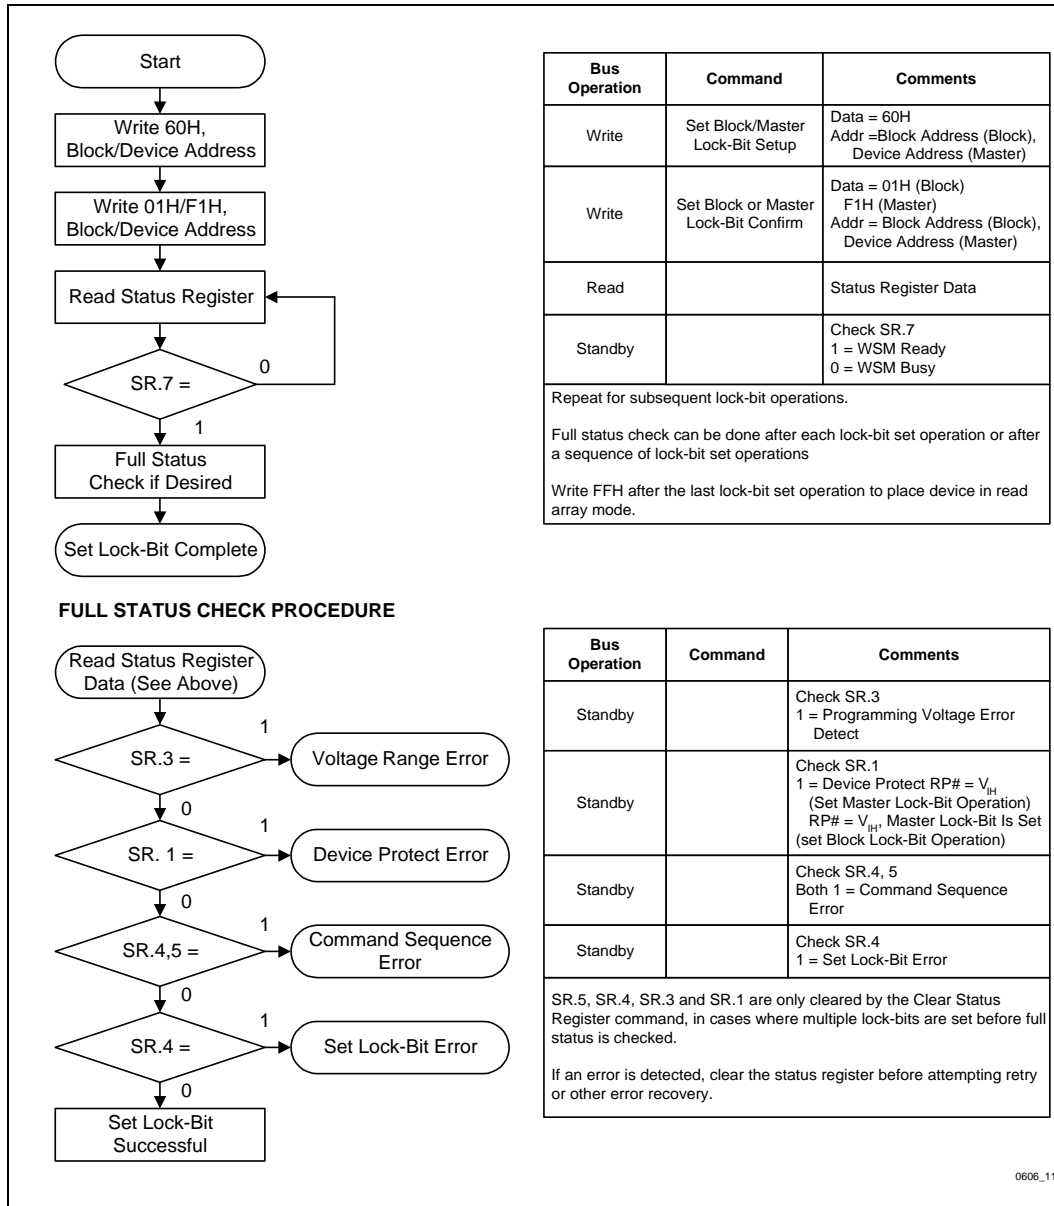 Start
Write 60H,
Block/Device Address
Write 01H/F1H,
Block/Device Address
Read Status Register
SR.7 =
0
1
Full Status
Check if Desired
Set Lock-Bit Complete
Bus
Operation
Command
Comments
Write
Set Block/Master
Lock-Bit Setup
Data = 60H
Addr =Block Address (Block),
Device Address (Master)
Write
Set Block or Master
Lock-Bit Confirm
Data = 01H (Block)
F1H (Master)
Addr = Block Address (Block),
Device Address (Master)
Read
Status Register Data
Standby
Check SR.7
1 = WSM Ready
0 = WSM Busy
Repeat for subsequent lock-bit operations.
Full status check can be done after each lock-bit set operation or after
a sequence of lock-bit set operations
Write FFH after the last lock-bit set operation to place device in read
array mode.
FULL STATUS CHECK PROCEDURE
Read Status Register
Data (See Above)
SR.3 =
1
Voltage Range Error
0
SR. 1 =
1
Device Protect Error
0
SR.4,5 =
1
Command Sequence
Error
0
SR.4 =
1
Set Lock-Bit Error
0
Set Lock-Bit
Successful
Bus
Operation
Command
Comments
Standby
Check SR.3
1 = Programming Voltage Error
Detect
Standby
Check SR.1
1 = Device Protect RP# = VIH
(Set Master Lock-Bit Operation)
RP# = VIH, Master Lock-Bit Is Set
(set Block Lock-Bit Operation)
Standby
Check SR.4, 5
Both 1 = Command Sequence
Error
Standby
Check SR.4
1 = Set Lock-Bit Error
SR.5, SR.4, SR.3 and SR.1 are only cleared by the Clear Status
Register command, in cases where multiple lock-bits are set before full
status is checked.
If an error is detected, clear the status register before attempting retry
or other error recovery.
0606_11